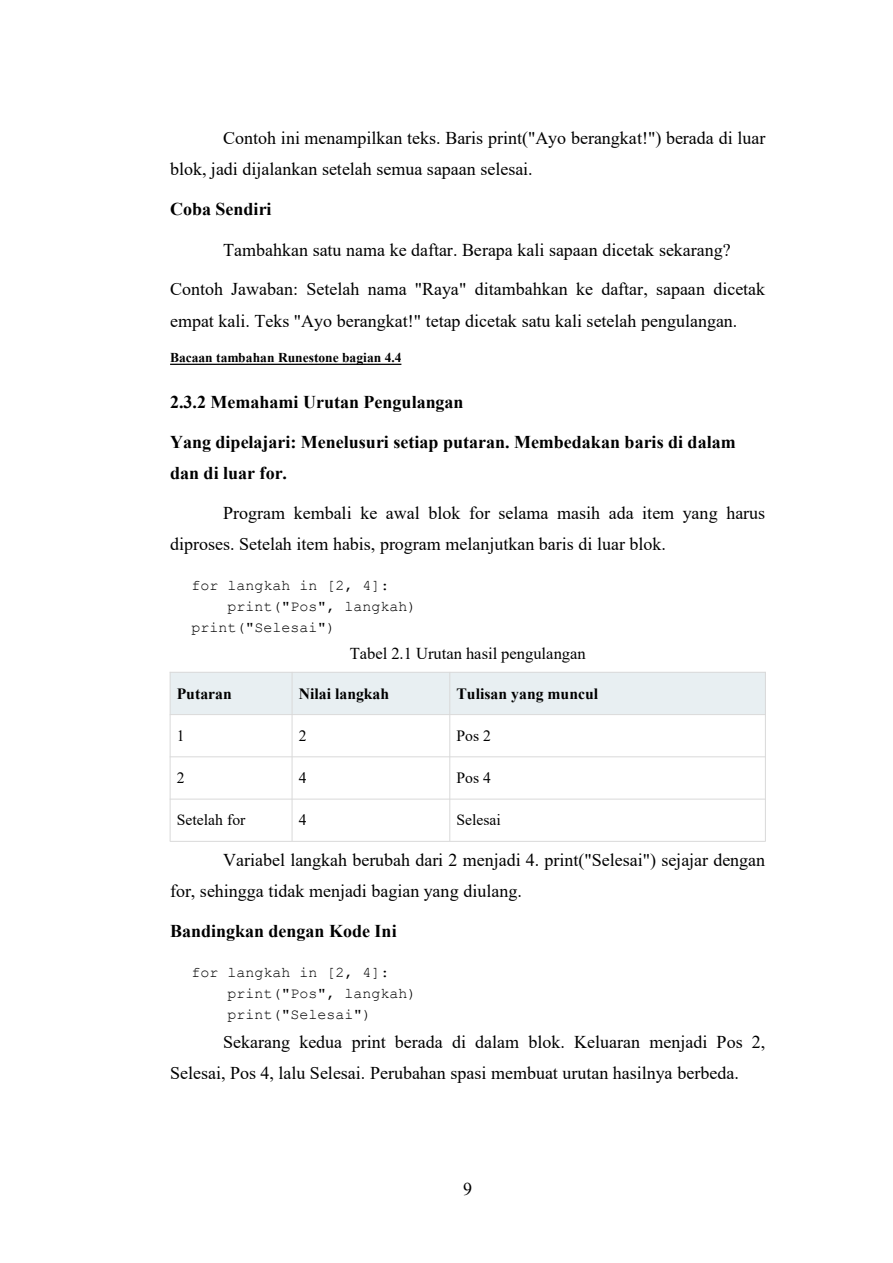 Contoh ini menampilkan teks. Baris print("Ayo berangkat!") berada di luar
blok, jadi dijalankan setelah semua sapaan selesai.
Coba Sendiri
Tambahkan satu nama ke daftar. Berapa kali sapaan dicetak sekarang?
Contoh Jawaban: Setelah nama "Raya" ditambahkan ke daftar, sapaan dicetak
empat kali. Teks "Ayo berangkat!" tetap dicetak satu kali setelah pengulangan.
Bacaan tambahan Runestone bagian 4.4
2.3.2 Memahami Urutan Pengulangan
Yang dipelajari: Menelusuri setiap putaran. Membedakan baris di dalam
dan di luar for.
Program kembali ke awal blok for selama masih ada item yang harus
diproses. Setelah item habis, program melanjutkan baris di luar blok.
for langkah in [2, 4]:
    print("Pos", langkah)
print("Selesai")
Tabel 2.1 Urutan hasil pengulangan
Putaran Nilai langkah Tulisan yang muncul
1 2 Pos 2
2 4 Pos 4
Setelah for 4 Selesai
Variabel langkah berubah dari 2 menjadi 4. print("Selesai") sejajar dengan
for, sehingga tidak menjadi bagian yang diulang.
Bandingkan dengan Kode Ini
for langkah in [2, 4]:
    print("Pos", langkah)
    print("Selesai")
Sekarang kedua print berada di dalam blok. Keluaran menjadi Pos 2,
Selesai, Pos 4, lalu Selesai. Perubahan spasi membuat urutan hasilnya berbeda.
9